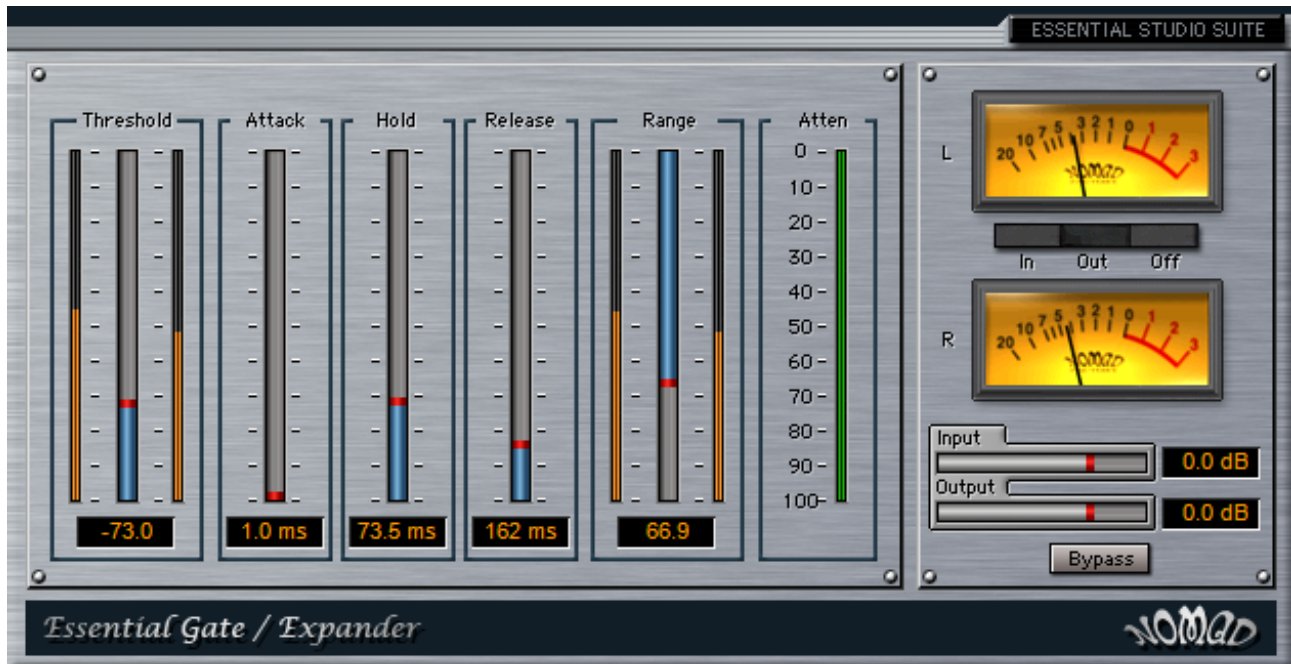 ESSENTIAL STUDIO SUITE
Threshold
Attack
Hold
Release
Range
Atten
0
10
20
30
40
50
60
70
80
90
100
-73.0
1.0 ms
73.5 ms
162 ms
66.9
L
20 10 7 5 3 2 1 0 1 2 3
NOMAD
In Out Off
R
20 10 7 5 3 2 1 0 1 2 3
NOMAD
Input
0.0 dB
Output
0.0 dB
Bypass
Essential Gate / Expander
NOMAD